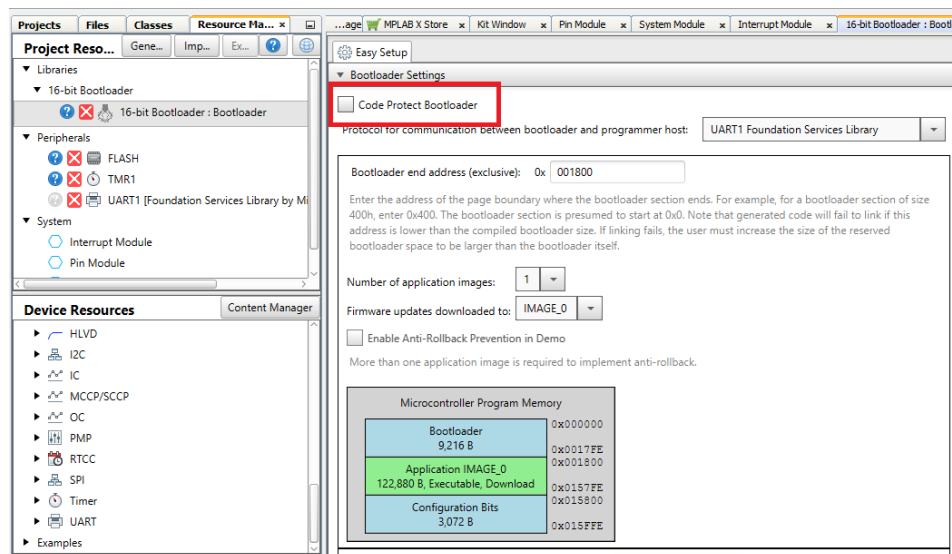 Projects
Files
Classes
Resource Ma... ×
Project Reso...
Gene...
Imp...
Ex...
Libraries
16-bit Bootloader
16-bit Bootloader : Bootloader
Peripherals
FLASH
TMR1
UART1 [Foundation Services Library by Mi
System
Interrupt Module
Pin Module
Device Resources
Content Manager
HLVD
I2C
IC
MCCP/SCCP
OC
PMP
RTCC
SPI
Timer
UART
Examples
...age
MPLAB X Store ×
Kit Window ×
Pin Module ×
System Module ×
Interrupt Module ×
16-bit Bootloader : Bootl
Easy Setup
Bootloader Settings
Code Protect Bootloader
Protocol for communication between bootloader and programmer host:
UART1 Foundation Services Library
Bootloader end address (exclusive): 0x 001800
Enter the address of the page boundary where the bootloader section ends. For example, for a bootloader section of size
400h, enter 0x400. The bootloader section is presumed to start at 0x0. Note that generated code will fail to link if this
address is lower than the compiled bootloader size. If linking fails, the user must increase the size of the reserved
bootloader space to be larger than the bootloader itself.
Number of application images: 1
Firmware updates downloaded to: IMAGE_0
Enable Anti-Rollback Prevention in Demo
More than one application image is required to implement anti-rollback.
Microcontroller Program Memory
Bootloader
9,216 B
0x000000
0x0017FE
Application IMAGE_0
122,880 B, Executable, Download
0x001800
0x0157FE
Configuration Bits
3,072 B
0x015800
0x015FFE